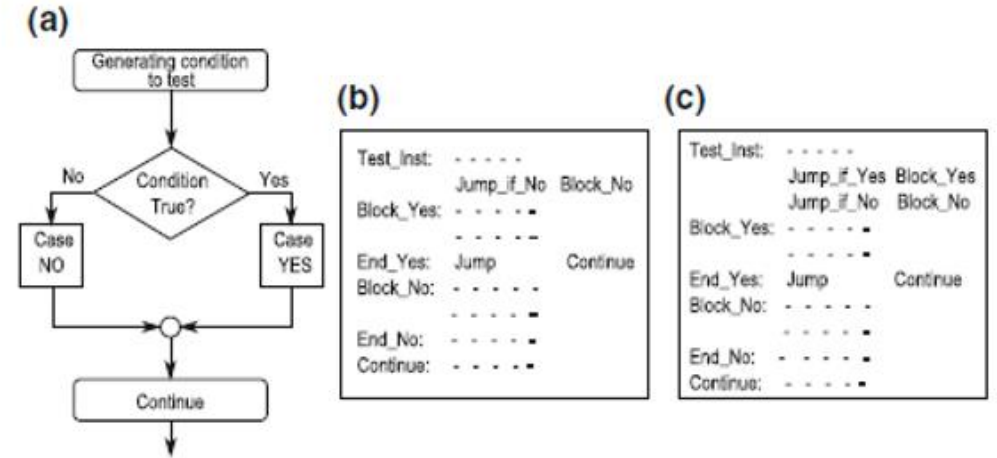 (a)
Generating condition
to test
No
Condition
True?
Yes
Case
NO
Case
YES
Continue
(b)
Test_Inst: - - - - -
Jump_if_No Block_No
Block_Yes: - - - - -
- - - - -
End_Yes: Jump Continue
Block_No: - - - - -
- - - - -
End_No: - - - - -
Continue: - - - - -
(c)
Test_Inst: - - - - -
Jump_if_Yes Block_Yes
Jump_if_No Block_No
Block_Yes: - - - - -
- - - - -
End_Yes: Jump Continue
Block_No: - - - - -
- - - - -
End_No: - - - - -
Continue: - - - - -